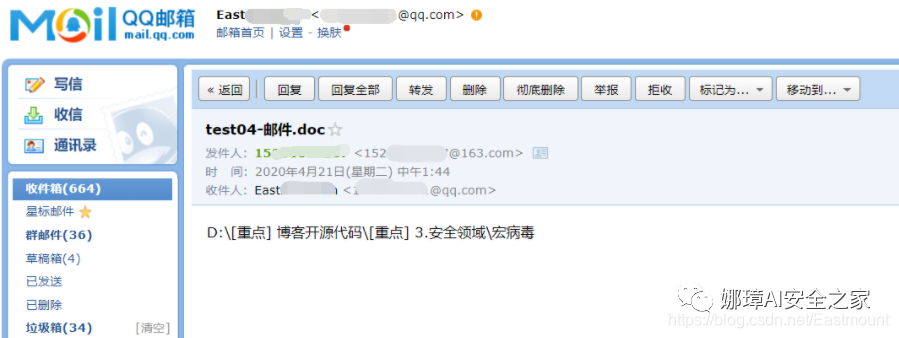 Mail QQ邮箱 mail.qq.com
East <@qq.com>
邮箱首页 | 设置 - 换肤
写信
收信
通讯录
收件箱(664)
星标邮件
群邮件(36)
草稿箱(4)
已发送
已删除
垃圾箱(34) [清空]
« 返回 回复 回复全部 转发 删除 彻底删除 举报 拒收 标记为... 移动到...
test04-邮件.doc
发件人: 15 <152 @163.com>
时 间: 2020年4月21日(星期二) 中午1:44
收件人: East <1 @qq.com>
D:\[重点] 博客开源代码\[重点] 3.安全领域\宏病毒
娜璋AI安全之家
https://blog.csdn.net/Eastmount